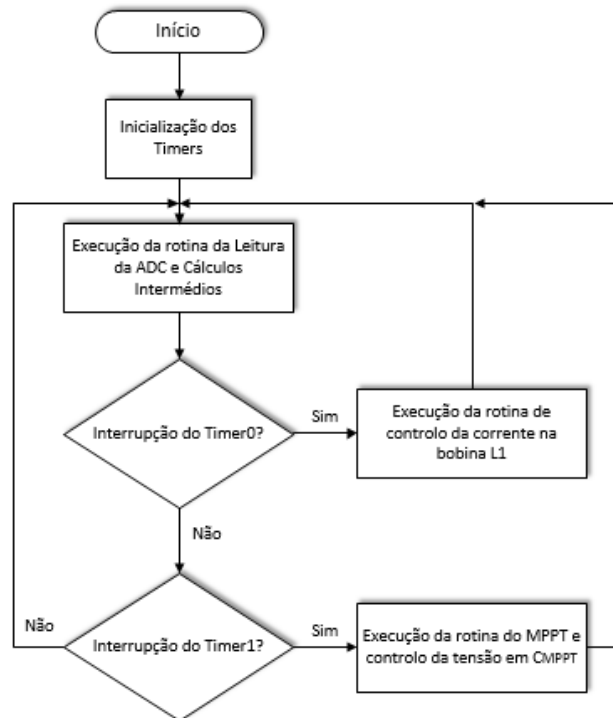 Início
Inicialização dos
Timers
Execução da rotina da Leitura
da ADC e Cálculos
Intermédios
Interrupção do Timer0?
Sim
Execução da rotina de
controlo da corrente na
bobina L1
Não
Interrupção do Timer1?
Não
Sim
Execução da rotina do MPPT e
controlo da tensão em CMPPT